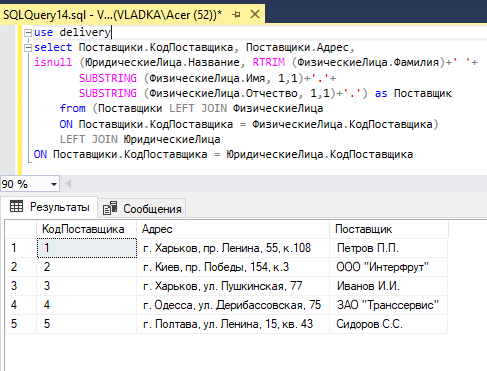 SQLQuery14.sql - V...(VLADKA\Acer (52))*
use delivery
select Поставщики.КодПоставщика, Поставщики.Адрес,
isnull (ЮридическиеЛица.Название, RTRIM (ФизическиеЛица.Фамилия)+' '+
SUBSTRING (ФизическиеЛица.Имя, 1,1)+'.'+
SUBSTRING (ФизическиеЛица.Отчество, 1,1)+'.') as Поставщик
from (Поставщики LEFT JOIN ФизическиеЛица
ON Поставщики.КодПоставщика = ФизическиеЛица.КодПоставщика)
LEFT JOIN ЮридическиеЛица
ON Поставщики.КодПоставщика = ЮридическиеЛица.КодПоставщика
90 %
Результаты Сообщения
КодПоставщика Адрес Поставщик
1 1 г. Харьков, пр. Ленина, 55, к.108 Петров П.П.
2 2 г. Киев, пр. Победы, 154, к.3 ООО "Интерфрут"
3 3 г. Харьков, ул. Пушкинская, 77 Иванов И.И.
4 4 г. Одесса, ул. Дерибассовская, 75 ЗАО "Транссервис"
5 5 г. Полтава, ул. Ленина, 15, кв. 43 Сидоров С.С.